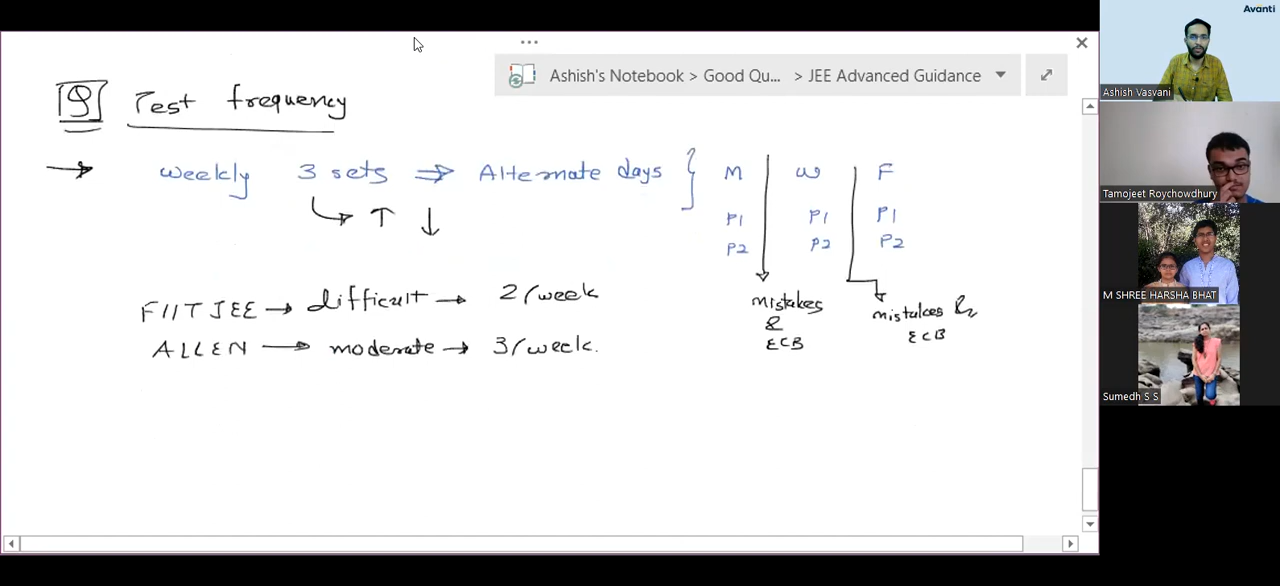 Avanti
...
Ashish's Notebook > Good Qu... > JEE Advanced Guidance
Test frequency
weekly 3 sets ⇒ Alternate days
M W F
↑ ↓
P1 P1 P1
P2 P2 P2
FIITJEE → difficult → 2/week
ALLEN → moderate → 3/week.
mistakes
&
ECB
mistakes &
ECB
Ashish Vasvani
Tamojeet Roychowdhury
M SHREE HARSHA BHAT
Sumedh S S